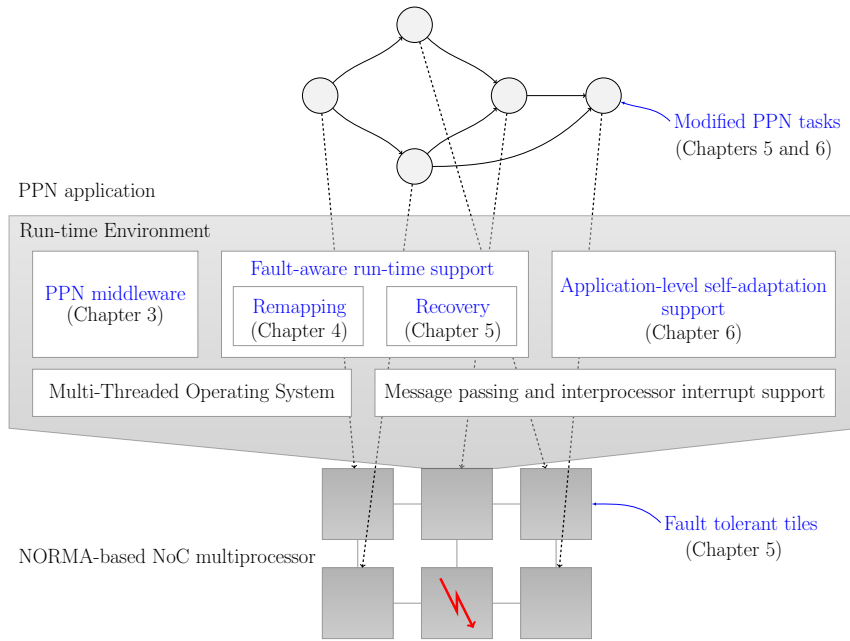 Modified PPN tasks
(Chapters 5 and 6)
PPN application
Run-time Environment
PPN middleware
(Chapter 3)
Fault-aware run-time support
Remapping
(Chapter 4)
Recovery
(Chapter 5)
Application-level self-adaptation
support
(Chapter 6)
Multi-Threaded Operating System
Message passing and interprocessor interrupt support
Fault tolerant tiles
(Chapter 5)
NORMA-based NoC multiprocessor